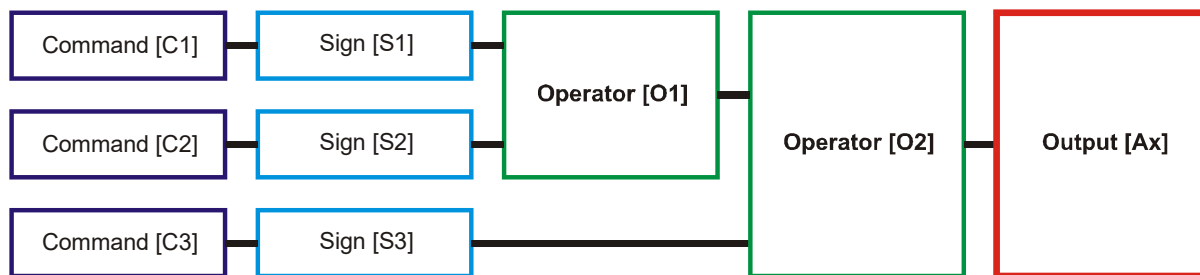 Command [C1]
Sign [S1]
Operator [O1]
Command [C2]
Sign [S2]
Operator [O2]
Output [Ax]
Command [C3]
Sign [S3]